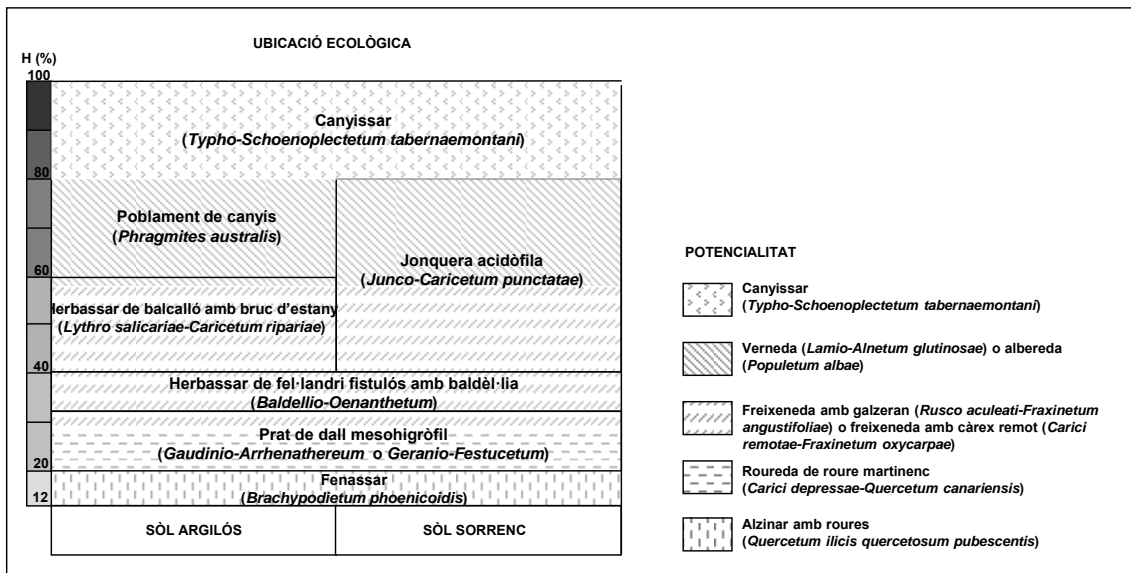 UBICACIÓ ECOLÒGICA
H (%)
100
Canyissar
(Typho-Schoenoplectetum tabernaemontani)
80
Poblament de canyís
(Phragmites australis)
Jonquera acidòfila
(Junco-Caricetum punctatae)
60
Herbassar de balcalló amb bruc d'estany
(Lythro salicariae-Caricetum ripariae)
40
Herbassar de fel·landri fistulós amb baldèl·lia
(Baldellio-Oenanthetum)
Prat de dall mesohigròfil
(Gaudinio-Arrhenathereum o Geranio-Festucetum)
20
Fenassar
12
(Brachypodietum phoenicoidis)
SÒL ARGILÓS
SÒL SORRENC
POTENCIALITAT
Canyissar
(Typho-Schoenoplectetum tabernaemontani)
Verneda (Lamio-Alnetum glutinosae) o albereda
(Populetum albae)
Freixeneda amb galzeran (Rusco aculeati-Fraxinetum
angustifoliae) o freixeneda amb càrex remot (Carici
remotae-Fraxinetum oxycarpae)
Roureda de roure martinenc
(Carici depressae-Quercetum canariensis)
Alzinar amb roures
(Quercetum ilicis quercetosum pubescentis)